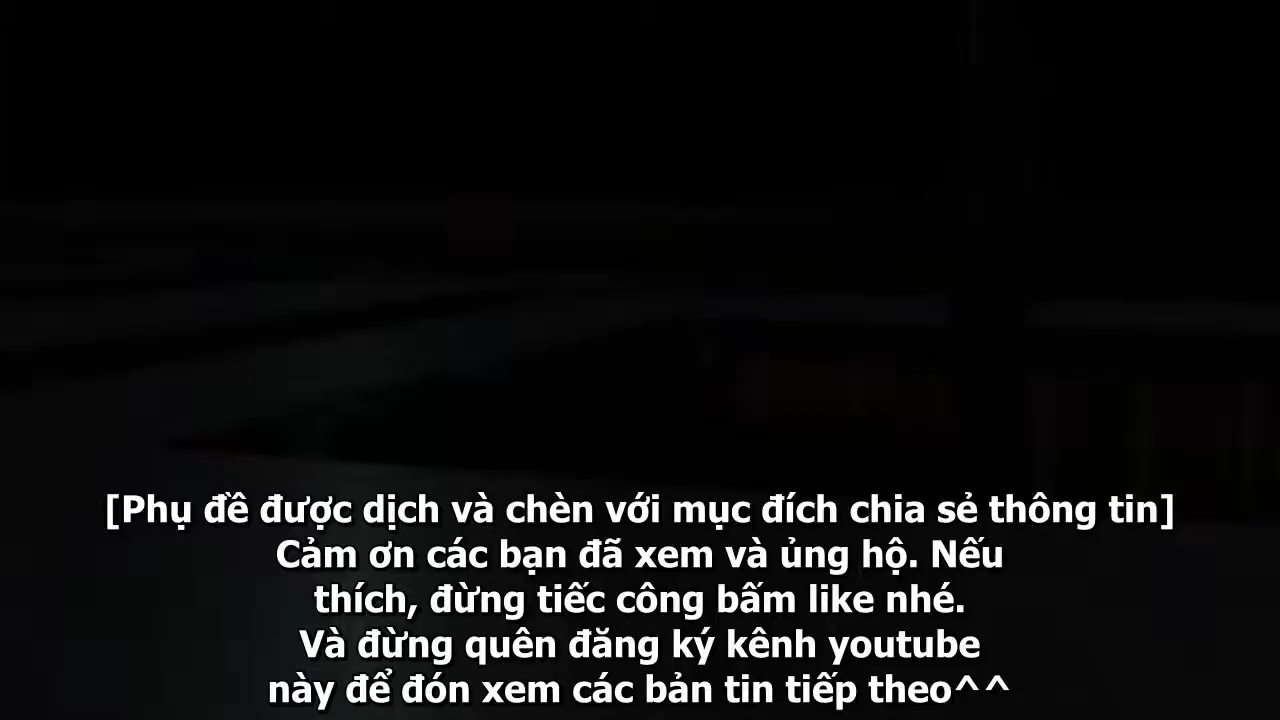 [Phụ đề được dịch và chèn với mục đích chia sẻ thông tin]
Cảm ơn các bạn đã xem và ủng hộ. Nếu
thích, đừng tiếc công bấm like nhé.
Và đừng quên đăng ký kênh youtube
này để đón xem các bản tin tiếp theo^^